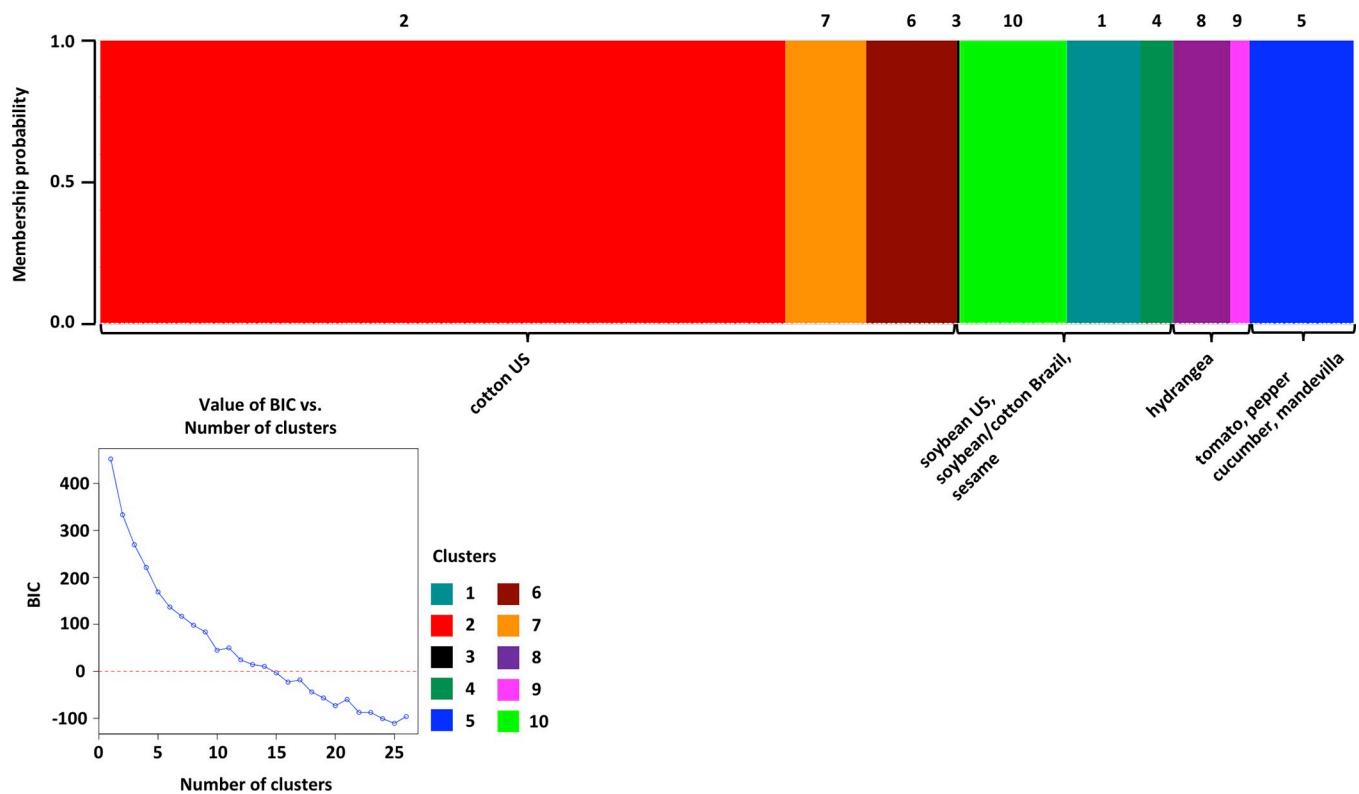 2 7 6 3 10 1 4 8 9 5
1.0
0.5
0.0
Membership probability
cotton US
soybean US,
soybean/cotton Brazil,
sesame
hydrangea
tomato, pepper
cucumber, mandevilla
Value of BIC vs.
Number of clusters
400
300
200
100
0
-100
BIC
0 5 10 15 20 25
Number of clusters
Clusters
1 6
2 7
3 8
4 9
5 10